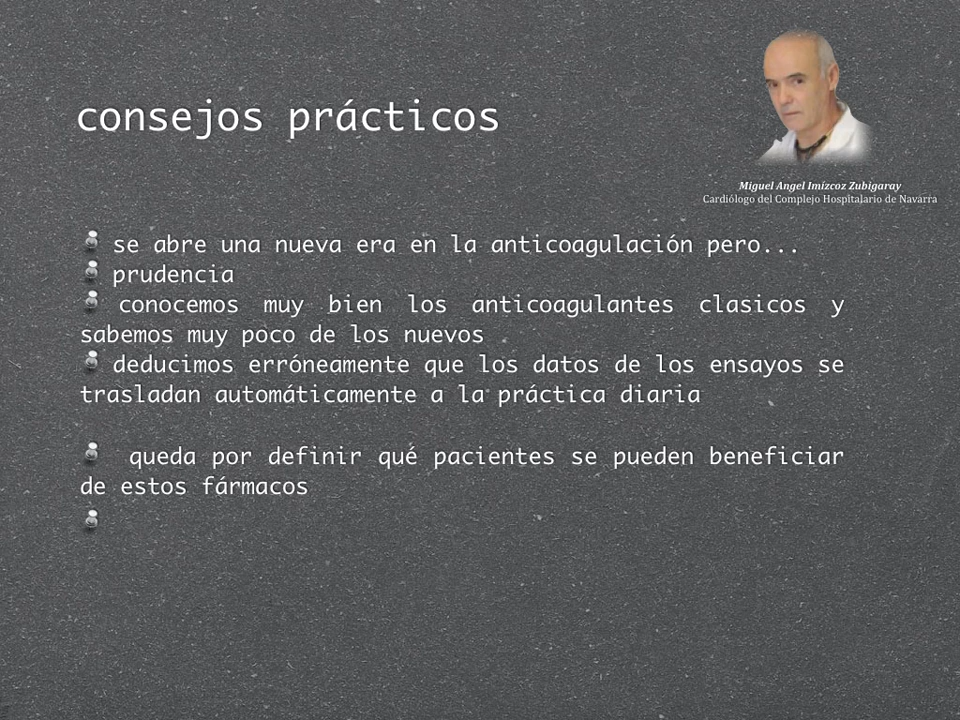 consejos prácticos
Miguel Angel Imízcoz Zubigaray
Cardiólogo del Complejo Hospitalario de Navarra
se abre una nueva era en la anticoagulación pero...
prudencia
conocemos muy bien los anticoagulantes clasicos y
sabemos muy poco de los nuevos
deducimos erróneamente que los datos de los ensayos se
trasladan automáticamente a la práctica diaria
queda por definir qué pacientes se pueden beneficiar
de estos fármacos